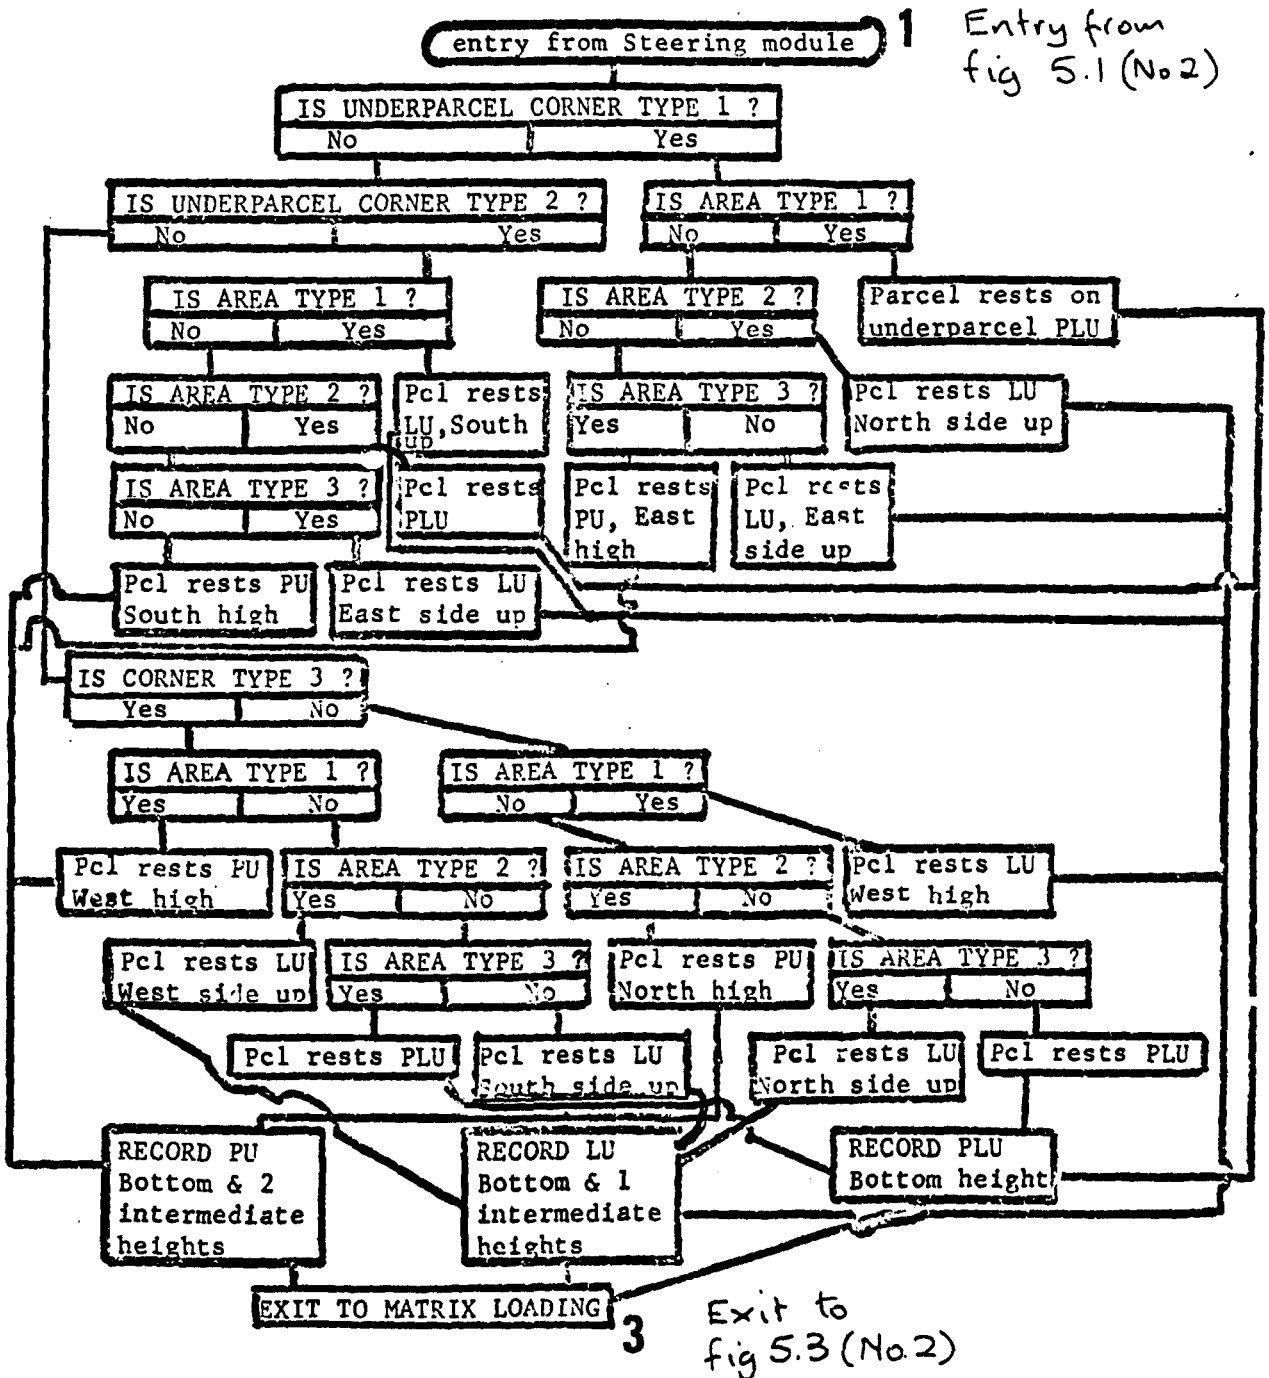 entry from Steering module
1
Entry from
fig 5.1 (No 2)
IS UNDERPARCEL CORNER TYPE 1 ?
No Yes
IS UNDERPARCEL CORNER TYPE 2 ?
No Yes
IS AREA TYPE 1 ?
No Yes
IS AREA TYPE 1 ?
No Yes
IS AREA TYPE 2 ?
No Yes
Parcel rests on
underparcel PLU
IS AREA TYPE 2 ?
No Yes
Pcl rests
LU,South
up
IS AREA TYPE 3 ?
Yes No
Pcl rests LU
North side up
IS AREA TYPE 3 ?
No Yes
Pcl rests
PLU
Pcl rests
PU, East
high
Pcl rests
LU, East
side up
Pcl rests PU
South high
Pcl rests LU
East side up
IS CORNER TYPE 3 ?
Yes No
IS AREA TYPE 1 ?
Yes No
IS AREA TYPE 1 ?
No Yes
Pcl rests PU
West high
IS AREA TYPE 2 ?
Yes No
IS AREA TYPE 2 ?
Yes No
Pcl rests LU
West high
Pcl rests LU
West side up
IS AREA TYPE 3 ?
Yes No
Pcl rests PU
North high
IS AREA TYPE 3 ?
Yes No
Pcl rests PLU
Pcl rests LU
South side up
Pcl rests LU
North side up
Pcl rests PLU
RECORD PU
Bottom & 2
intermediate
heights
RECORD LU
Bottom & 1
intermediate
heights
RECORD PLU
Bottom height
EXIT TO MATRIX LOADING
3
Exit to
fig 5.3 (No.2)